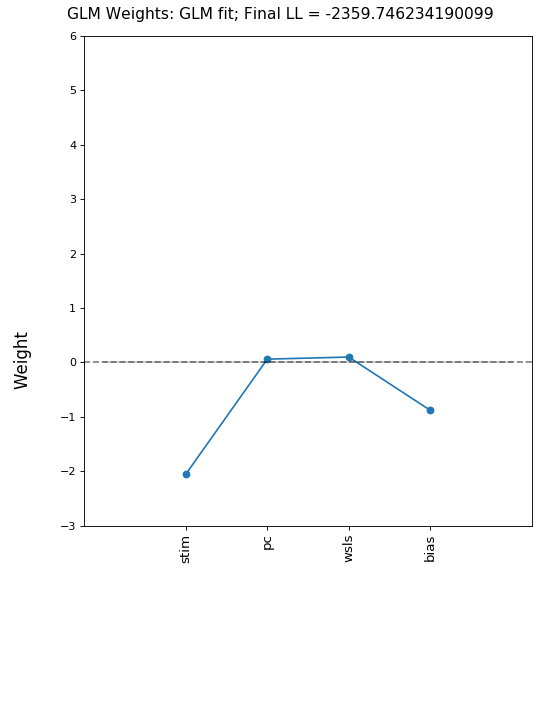 GLM Weights: GLM fit; Final LL = -2359.746234190099
6
5
4
3
2
1
0
−1
−2
−3
Weight
stim
pc
wsls
bias